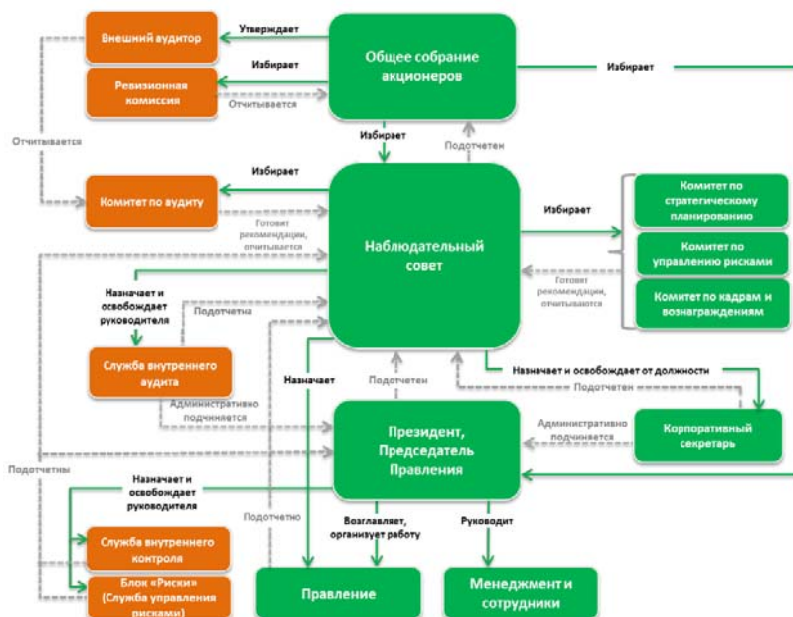 Внешний аудитор
Утверждает
Общее собрание
акционеров
Избирает
Избирает
Ревизионная
комиссия
Отчитывается
Отчитывается
Избирает
Подотчетен
Избирает
Комитет по аудиту
Готовит
рекомендации,
отчитывается
Наблюдательный
совет
Избирает
Комитет по
стратегическому
планированию
Комитет по
управлению рисками
Готовят
рекомендации,
отчитываются
Комитет по кадрам и
вознаграждениям
Назначает и
освобождает
руководителя
Подотчетна
Служба внутреннего
аудита
Назначает
Подотчетен
Назначает и освобождает от должности
Подотчетен
Административно
подчиняется
Президент,
Председатель
Правления
Административно
подчиняется
Корпоративный
секретарь
Подотчетны
Назначает и
освобождает
руководителя
Подотчетно
Возглавляет,
организует работу
Руководит
Служба внутреннего
контроля
Блок «Риски»
(Служба управления
рисками)
Правление
Менеджмент и
сотрудники